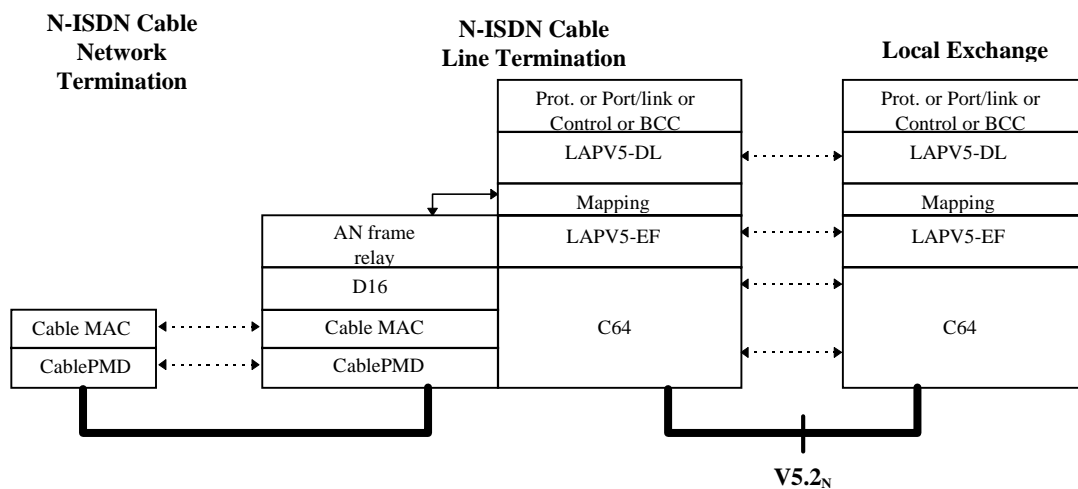 N-ISDN Cable
Network
Termination
N-ISDN Cable
Line Termination
Local Exchange
Prot. or Port/link or
Control or BCC
LAPV5-DL
Mapping
LAPV5-EF
C64
AN frame
relay
D16
Cable MAC
CablePMD
Cable MAC
CablePMD
Prot. or Port/link or
Control or BCC
LAPV5-DL
Mapping
LAPV5-EF
C64
V5.2N